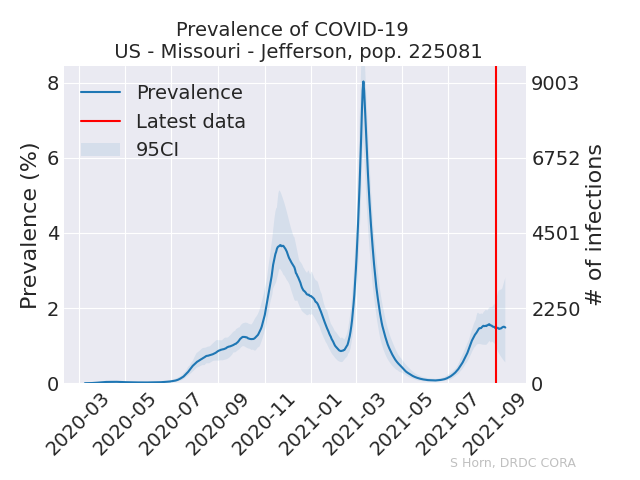 Prevalence of COVID-19
US - Missouri - Jefferson, pop. 225081
Prevalence
Latest data
95CI
Prevalence (%)
8
6
4
2
0
9003
6752
4501
2250
0
# of infections
2020-03
2020-05
2020-07
2020-09
2020-11
2021-01
2021-03
2021-05
2021-07
2021-09
S Horn, DRDC CORA